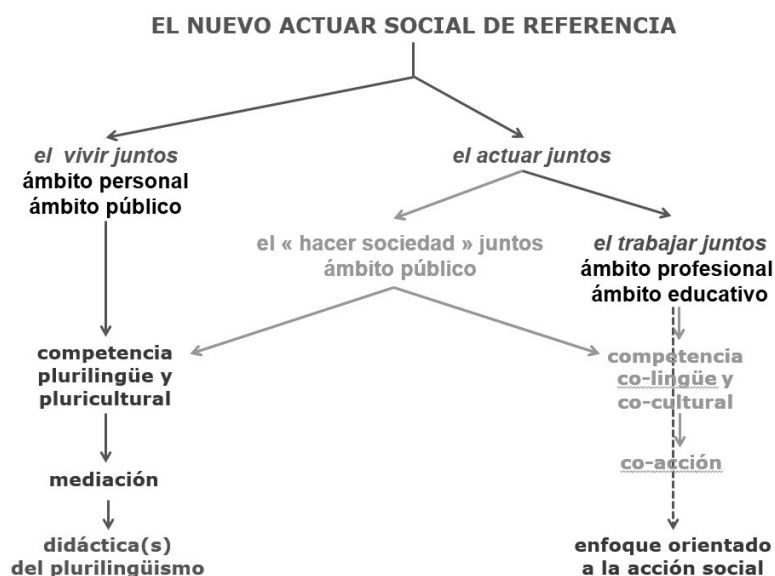 EL NUEVO ACTUAR SOCIAL DE REFERENCIA
el vivir juntos
ámbito personal
ámbito público
el actuar juntos
el « hacer sociedad » juntos
ámbito público
el trabajar juntos
ámbito profesional
ámbito educativo
competencia
plurilingüe y
pluricultural
competencia
co-lingüe y
co-cultural
mediación
co-acción
didáctica(s)
del plurilingüismo
enfoque orientado
a la acción social